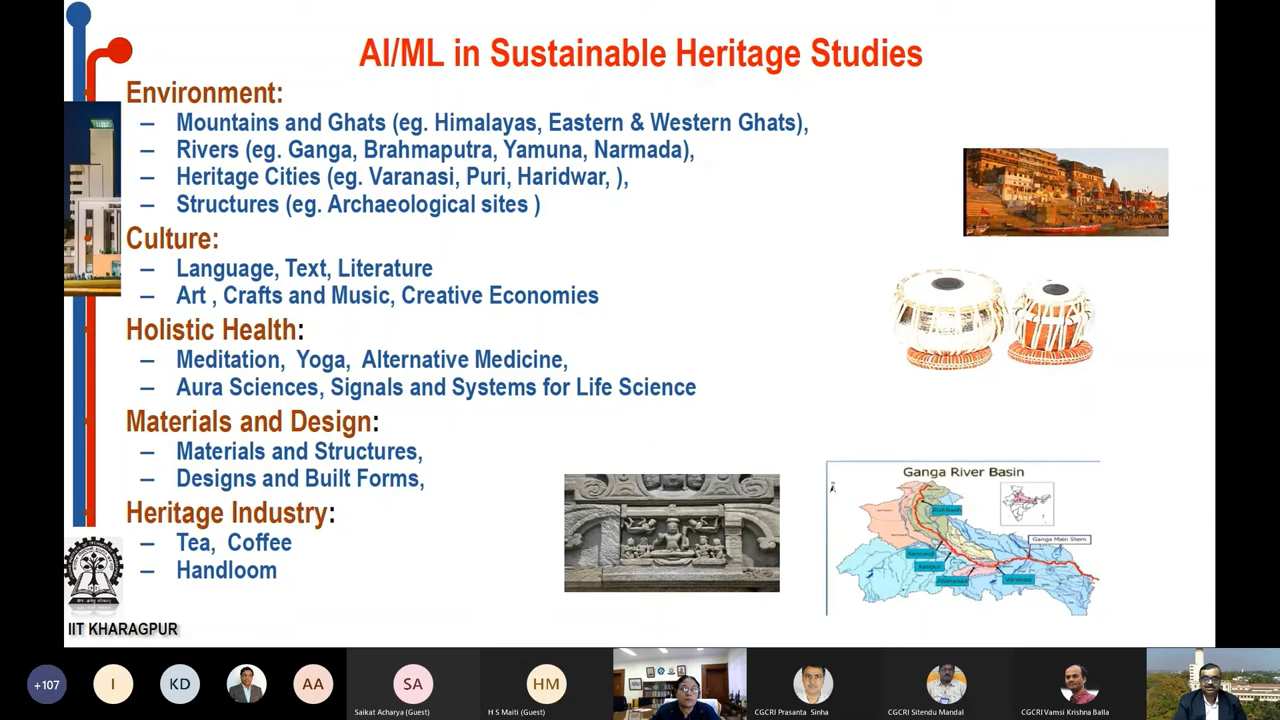 AI/ML in Sustainable Heritage Studies
Environment:
– Mountains and Ghats (eg. Himalayas, Eastern & Western Ghats),
– Rivers (eg. Ganga, Brahmaputra, Yamuna, Narmada),
– Heritage Cities (eg. Varanasi, Puri, Haridwar, ),
– Structures (eg. Archaeological sites )
Culture:
– Language, Text, Literature
– Art , Crafts and Music, Creative Economies
Holistic Health:
– Meditation, Yoga, Alternative Medicine,
– Aura Sciences, Signals and Systems for Life Science
Materials and Design:
– Materials and Structures,
– Designs and Built Forms,
Heritage Industry:
– Tea, Coffee
– Handloom
Ganga River Basin
Rishikesh
Ganga Main Stem
Kannauj
Kanpur
Allahabad
Varanasi
IIT KHARAGPUR
+107
I
KD
AA
SA
HM
Saikat Acharya (Guest)
H S Maiti (Guest)
CGCRI Prasanta Sinha
CGCRI Sitendu Mandal
CGCRI Vamsi Krishna Balla